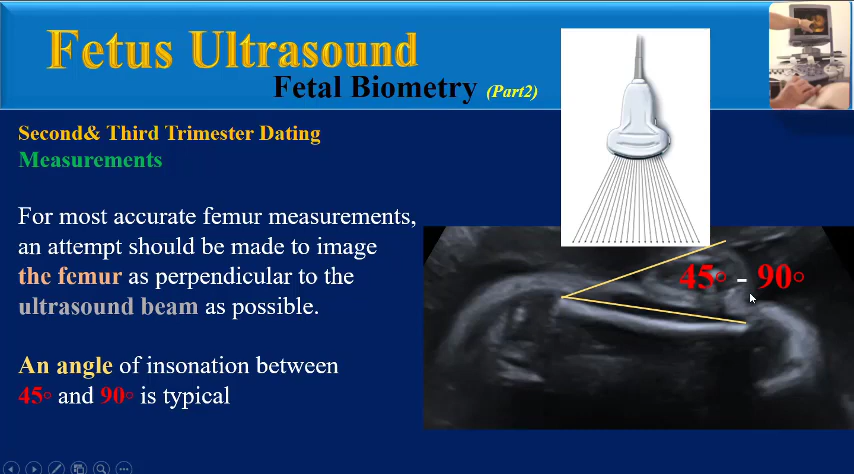 Fetus Ultrasound
Fetal Biometry (Part2)
Second& Third Trimester Dating
Measurements
For most accurate femur measurements,
an attempt should be made to image
the femur as perpendicular to the
ultrasound beam as possible.
An angle of insonation between
45° and 90° is typical
45° - 90°